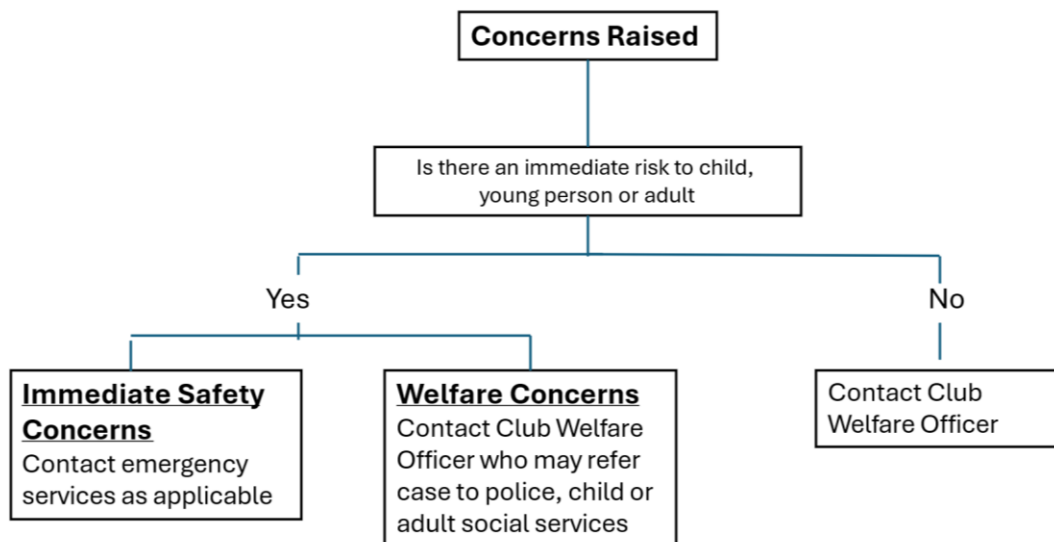 Concerns Raised
Is there an immediate risk to child,
young person or adult
Yes
No
Immediate Safety
Concerns
Contact emergency
services as applicable
Welfare Concerns
Contact Club Welfare
Officer who may refer
case to police, child or
adult social services
Contact Club
Welfare Officer